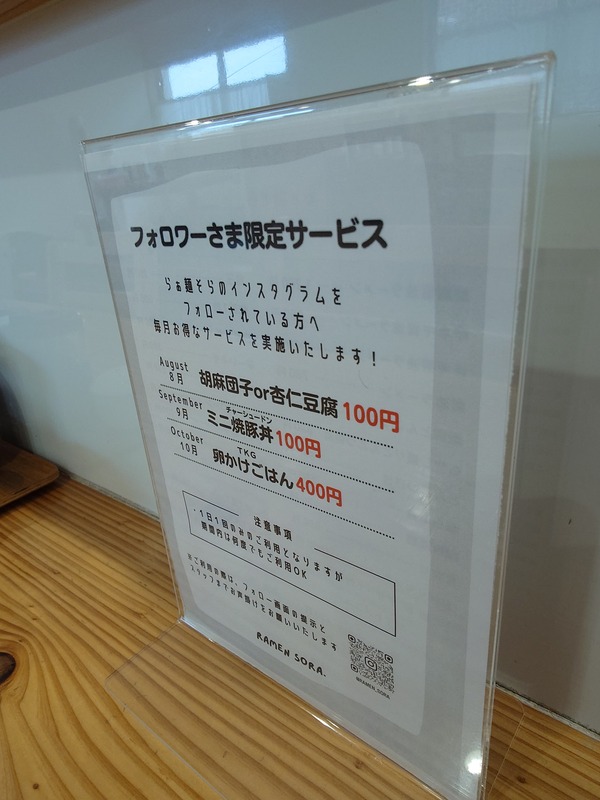 フォロワーさま限定サービス
らぁ麺そらのインスタグラムを
フォローされている方へ
毎月お得なサービスを実施いたします！
August
8月 胡麻団子or杏仁豆腐 100円
September チャーシュードン
9月 ミニ焼豚丼 100円
October TKG
10月 卵かけごはん 400円
注意事項
・1日1回のみのご利用となりますが
期間内は何度でもご利用OK
※ご利用の際は、フォロー画面の提示と
スタッフまでお声掛けをお願いいたします
RAMEN SORA.
@RAMEN_SORA